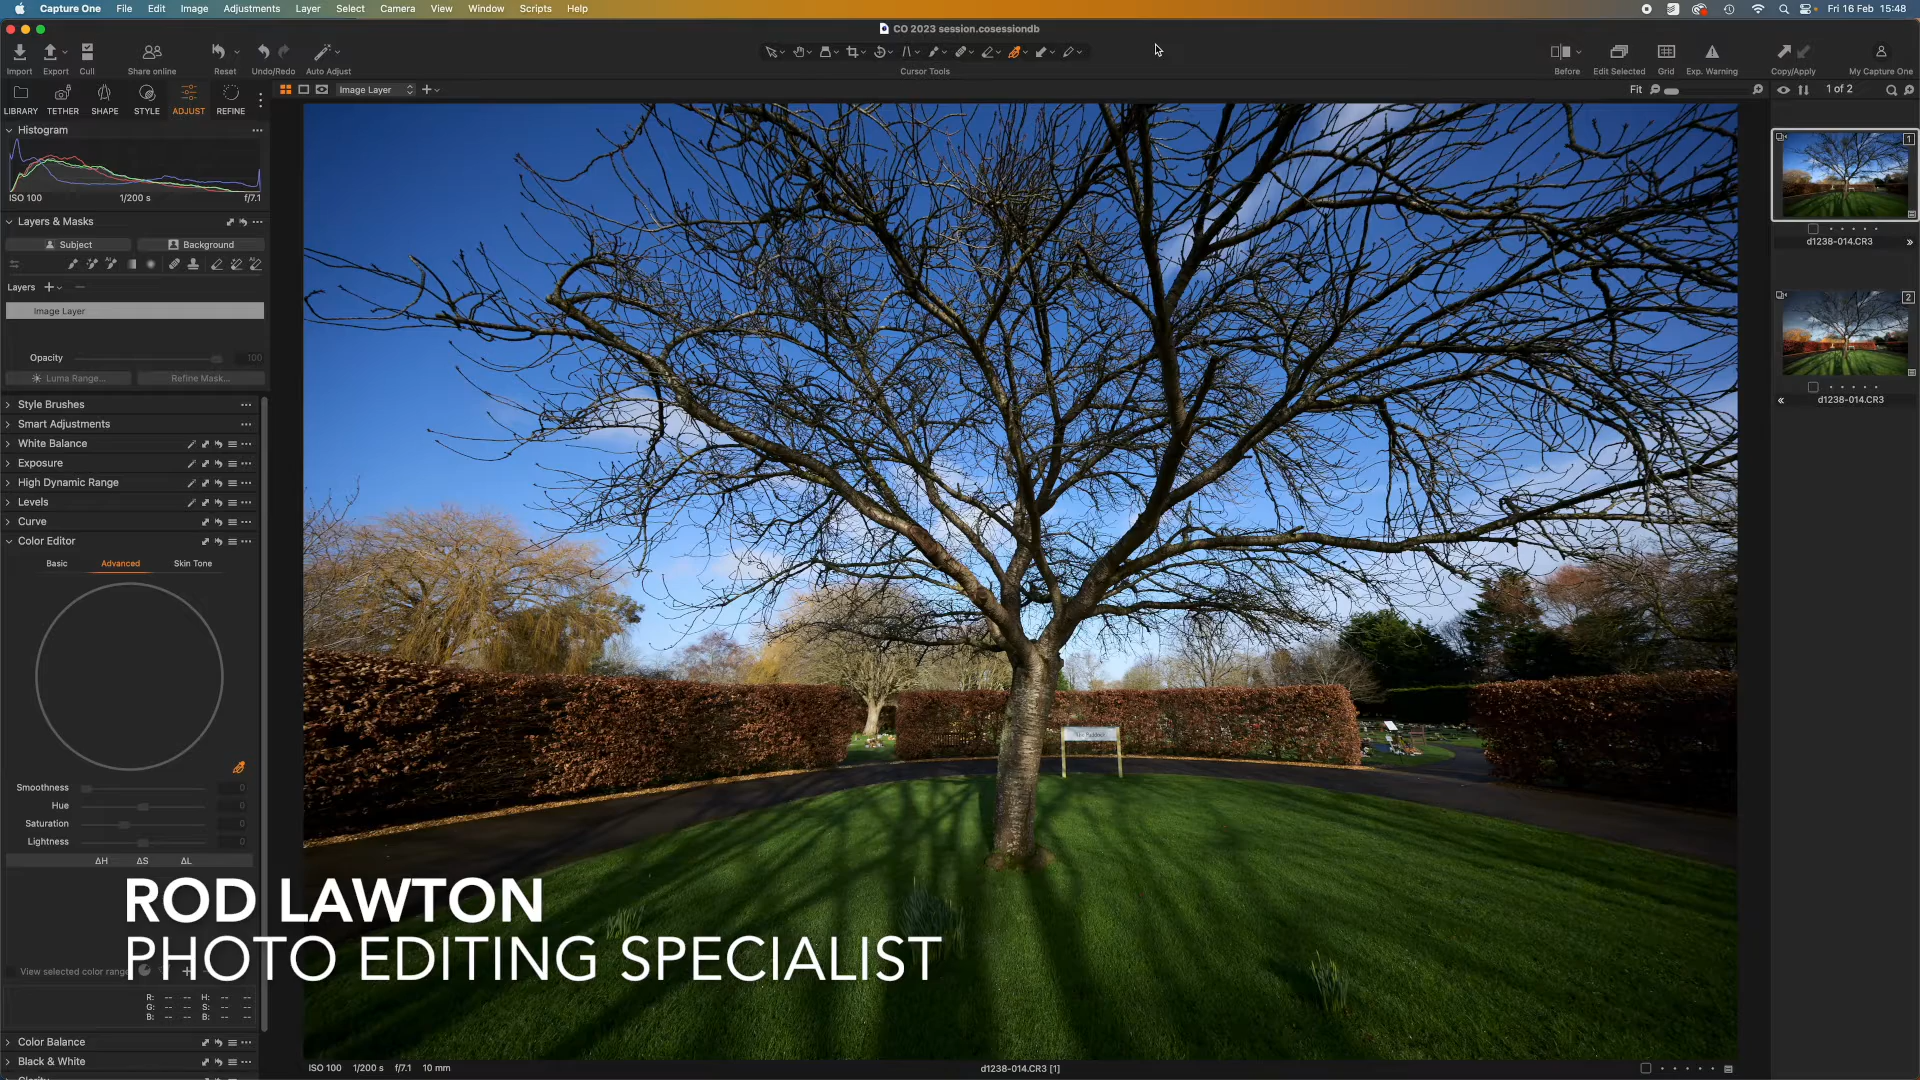 Capture One File Edit Image Adjustments Layer Select Camera View Window Scripts Help Fri 16 Feb 15:48
CO 2023 session.cosessiondb
Import Export Cull Share online Reset Undo/Redo Auto Adjust Cursor Tools Before Edit Selected Grid Exp. Warning Copy/Apply My Capture One
LIBRARY TETHER SHAPE STYLE ADJUST REFINE
Image Layer
Fit
1 of 2
Histogram
ISO 100 1/200 s f/7.1
Layers & Masks
Subject Background
Layers
Image Layer
Opacity 100
Luma Range... Refine Mask...
Style Brushes
Smart Adjustments
White Balance
Exposure
High Dynamic Range
Levels
Curve
Color Editor
Basic Advanced Skin Tone
Smoothness 0
Hue 0
Saturation 0
Lightness 0
ΔH ΔS ΔL
ROD LAWTON
PHOTO EDITING SPECIALIST
View selected color range
R: -- -- H: -- --
G: -- -- S: -- --
B: -- -- L: -- --
Color Balance
Black & White
Clarity
ISO 100 1/200 s f/7.1 10 mm
d1238-014.CR3 [1]
1
d1238-014.CR3
2
d1238-014.CR3